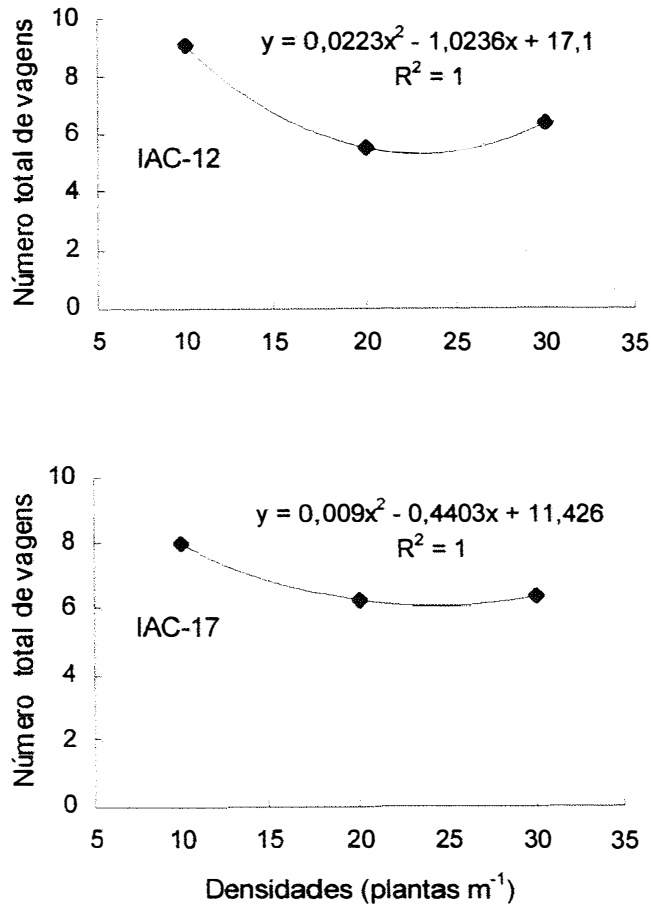 Número total de vagens
10
8
6
4
2
0
y = 0,0223x² - 1,0236x + 17,1
R² = 1
IAC-12
5 10 15 20 25 30 35
Número total de vagens
10
8
6
4
2
0
y = 0,009x² - 0,4403x + 11,426
R² = 1
IAC-17
5 10 15 20 25 30 35
Densidades (plantas m⁻¹)